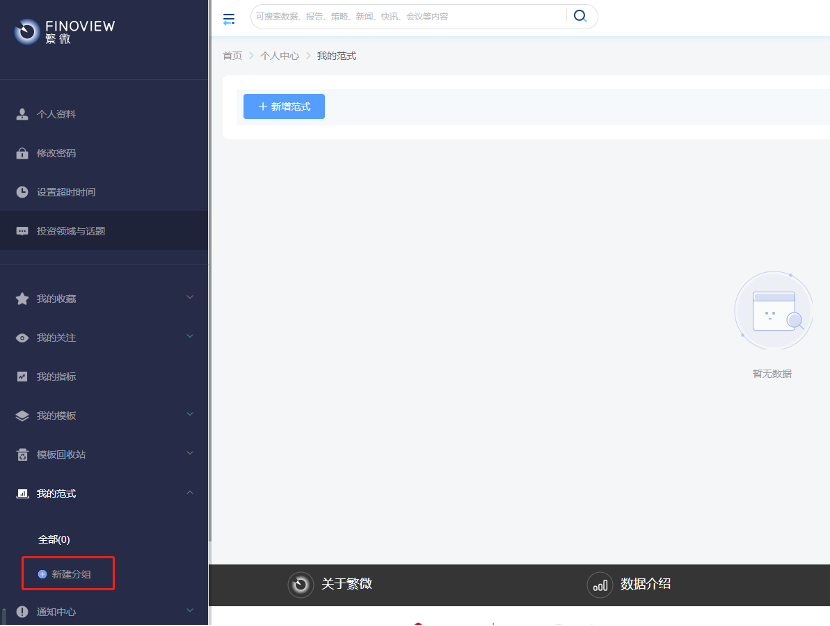 FINOVIEW
繁微
可搜索数据、报告、策略、新闻、快讯、会议等内容
首页 > 个人中心 > 我的范式
+ 新增范式
个人资料
修改密码
设置超时时间
投资领域与话题
我的收藏
我的关注
我的指标
我的模板
模板回收站
我的范式
全部(0)
新建分组
通知中心
暂无数据
关于繁微
数据介绍